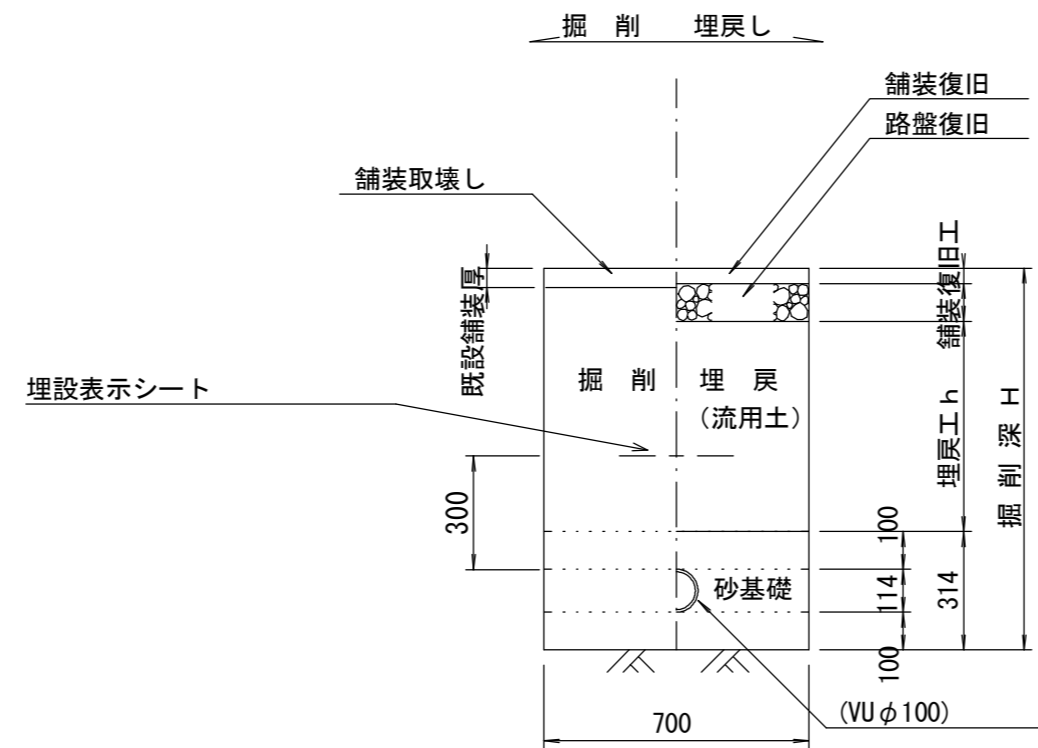 掘　削　　埋戻し
舗装復旧
路盤復旧
舗装取壊し
既設舗装厚
舗装復旧工
埋設表示シート
掘　削　埋　戻
（流用土）
埋戻工ｈ
掘 削 深 Ｈ
300
100
砂基礎
114
314
100
700
(VUφ100)